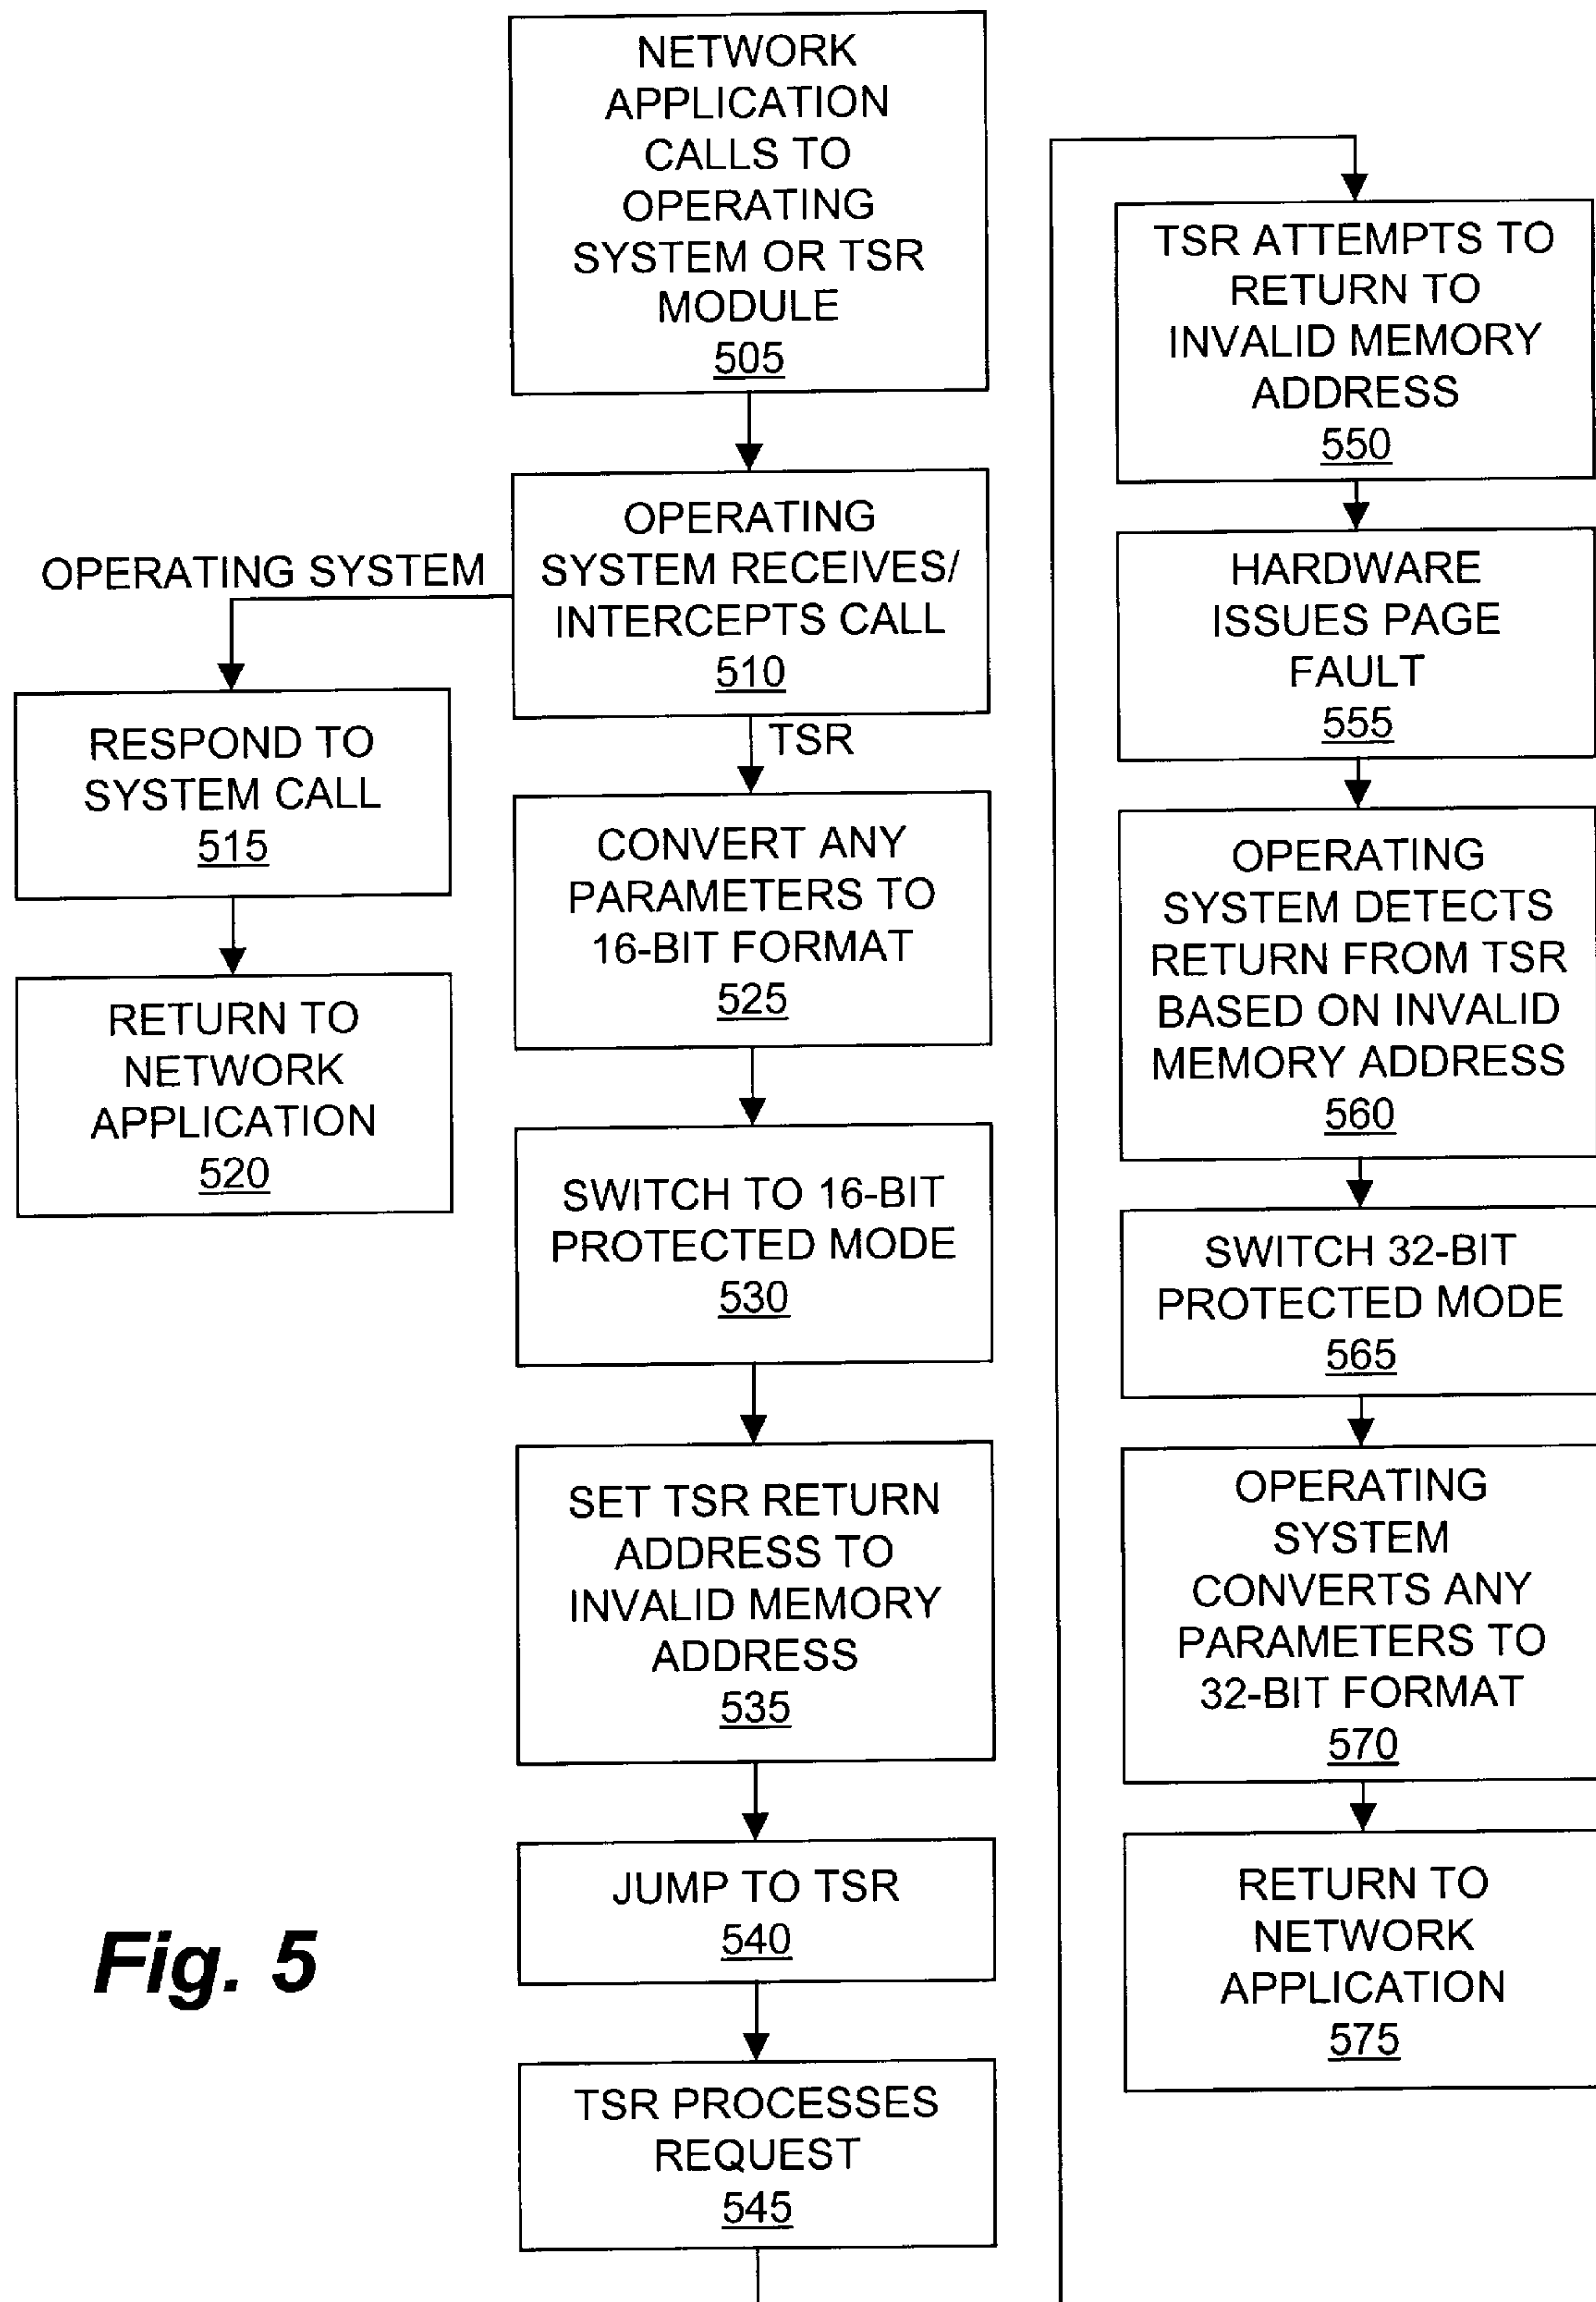 NETWORK
APPLICATION
CALLS TO
OPERATING
SYSTEM OR TSR
MODULE
505
OPERATING
SYSTEM RECEIVES/
INTERCEPTS CALL
510
OPERATING SYSTEM
RESPOND TO
SYSTEM CALL
515
RETURN TO
NETWORK
APPLICATION
520
TSR
CONVERT ANY
PARAMETERS TO
16-BIT FORMAT
525
SWITCH TO 16-BIT
PROTECTED MODE
530
SET TSR RETURN
ADDRESS TO
INVALID MEMORY
ADDRESS
535
JUMP TO TSR
540
TSR PROCESSES
REQUEST
545
TSR ATTEMPTS TO
RETURN TO
INVALID MEMORY
ADDRESS
550
HARDWARE
ISSUES PAGE
FAULT
555
OPERATING
SYSTEM DETECTS
RETURN FROM TSR
BASED ON INVALID
MEMORY ADDRESS
560
SWITCH 32-BIT
PROTECTED MODE
565
OPERATING
SYSTEM
CONVERTS ANY
PARAMETERS TO
32-BIT FORMAT
570
RETURN TO
NETWORK
APPLICATION
575
Fig. 5